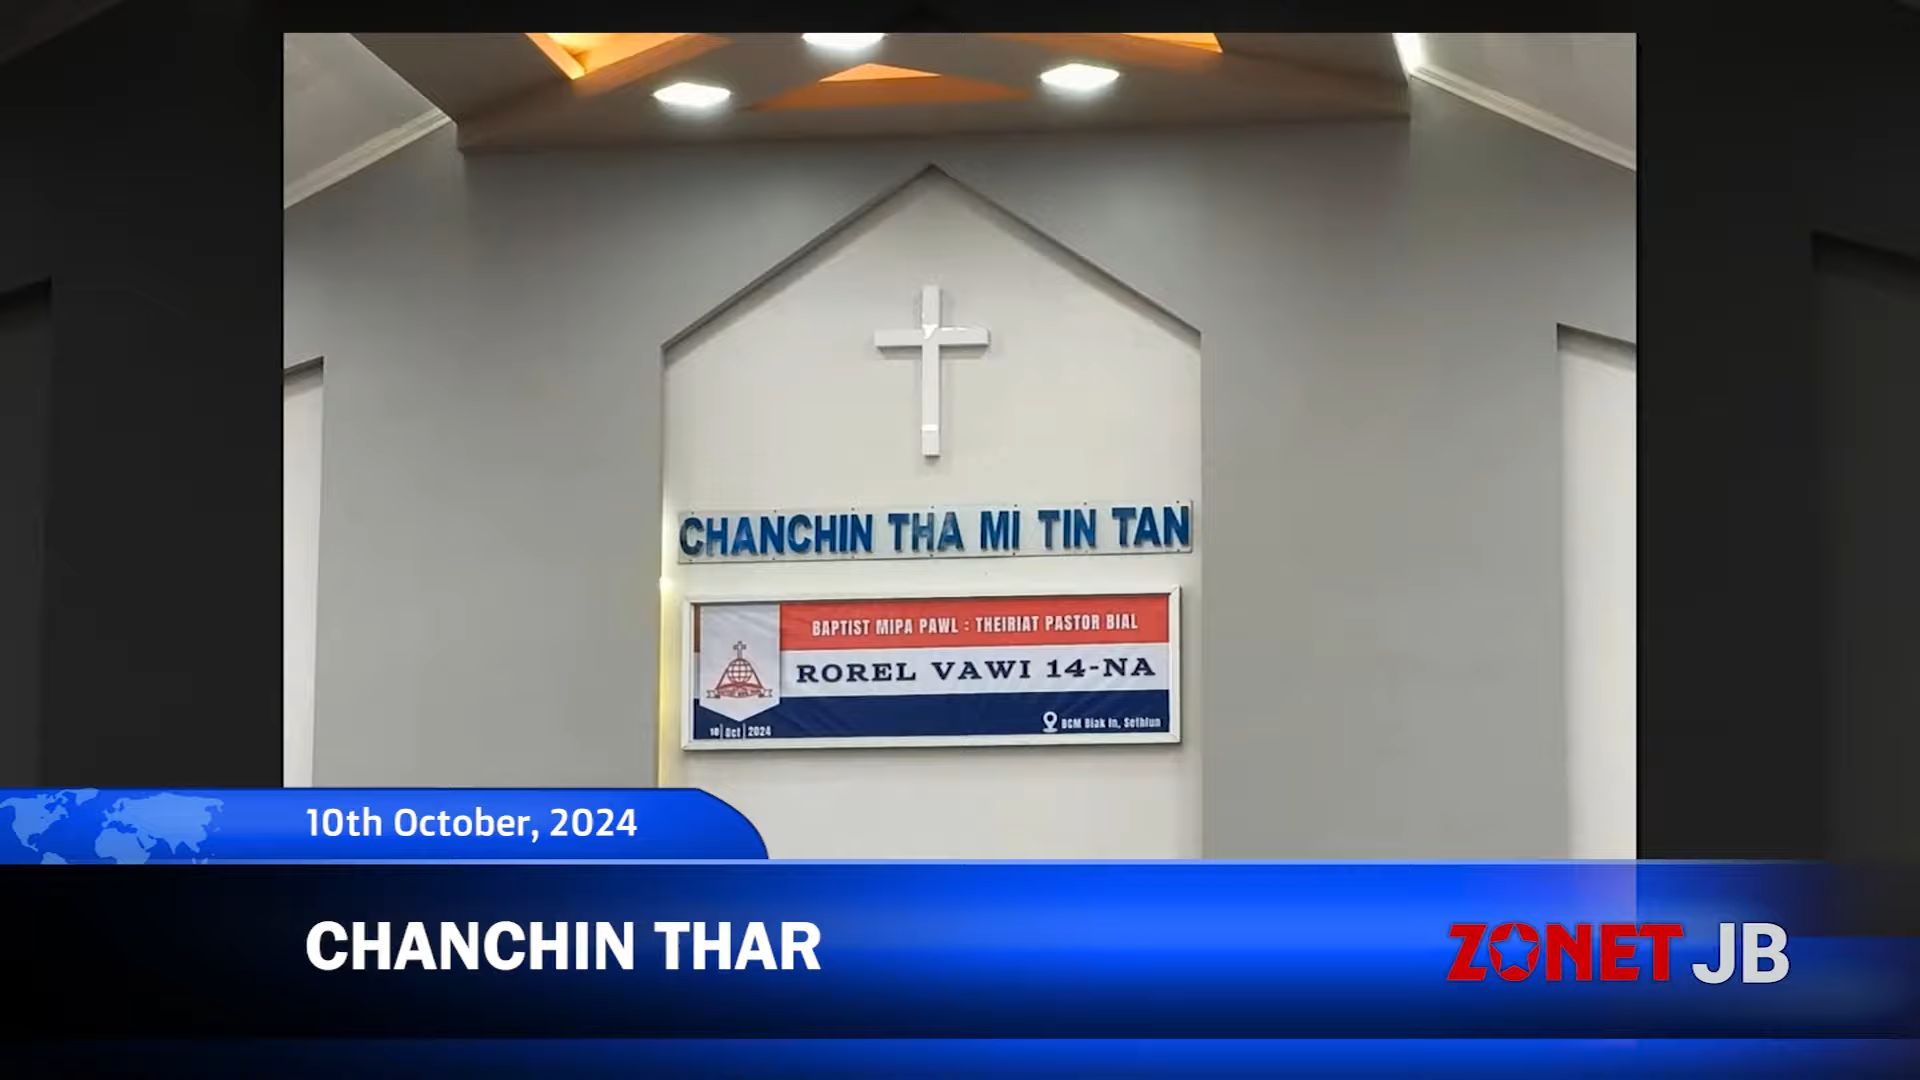 CHANCHIN THA MI TIN TAN
BAPTIST MIPA PAWL : THEIRIAT PASTOR BIAL
ROREL VAWI 14-NA
10 | Oct | 2024
BCM Biak In, Sethlun
10th October, 2024
CHANCHIN THAR
ZONET JB